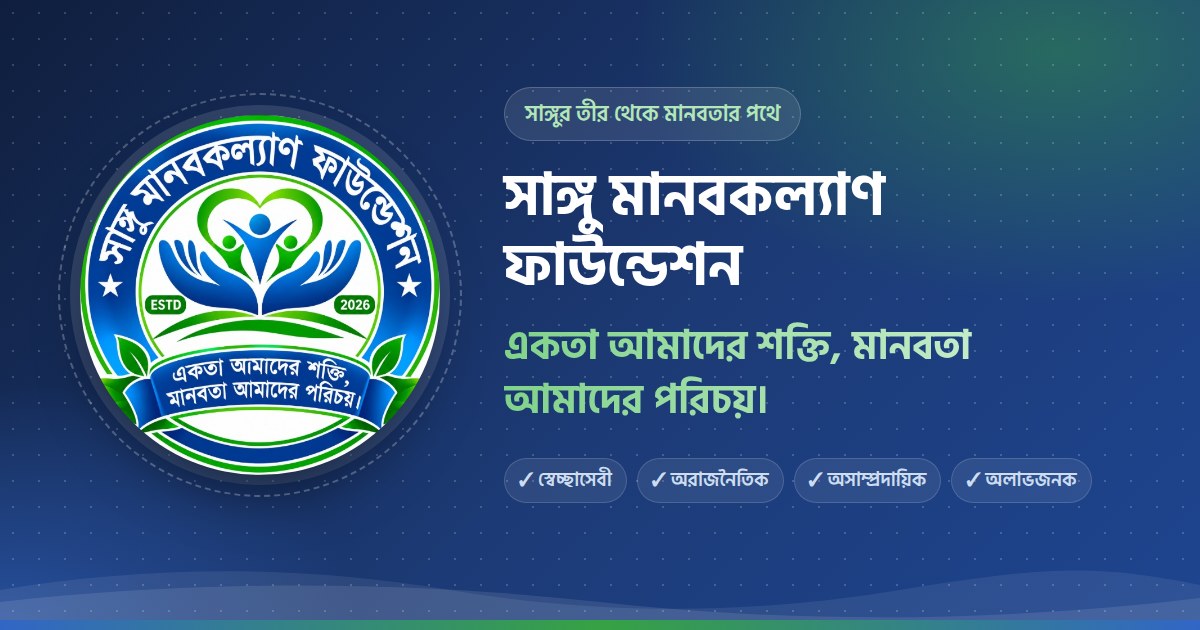 সাঙ্গু মানবকল্যাণ ফাউন্ডেশন
ESTD
2026
একতা আমাদের শক্তি,
মানবতা আমাদের পরিচয়।
সাঙ্গুর তীর থেকে মানবতার পথে
সাঙ্গু মানবকল্যাণ
ফাউন্ডেশন
একতা আমাদের শক্তি, মানবতা
আমাদের পরিচয়।
✓ স্বেচ্ছাসেবী
✓ অরাজনৈতিক
✓ অসাম্প্রদায়িক
✓ অলাভজনক